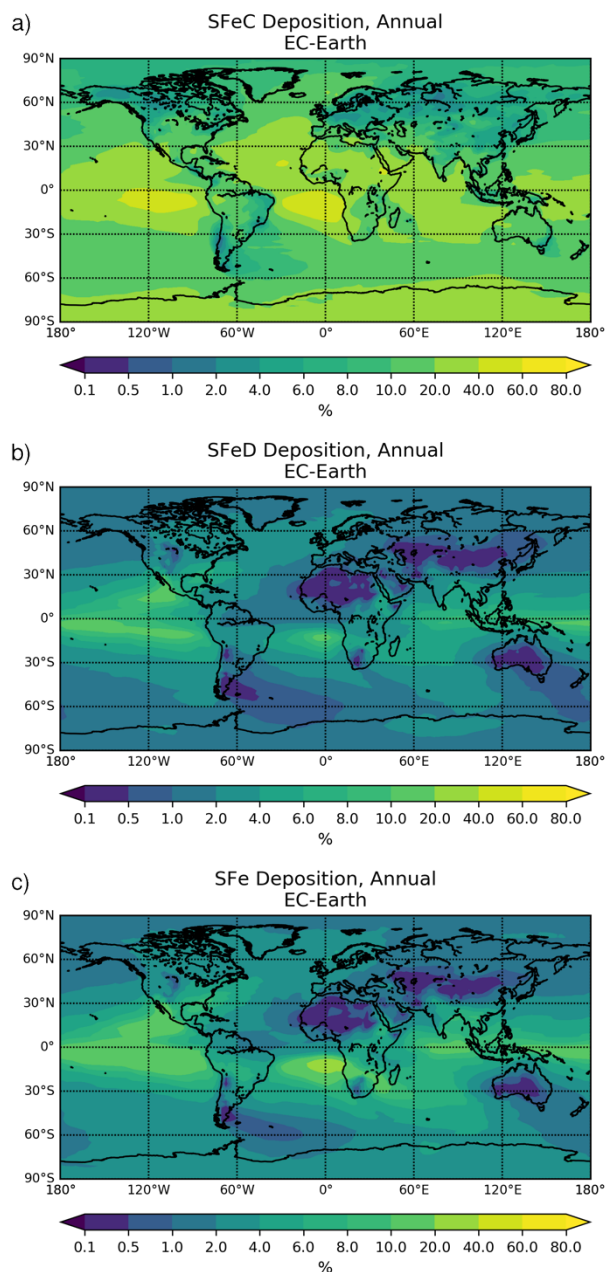 a)
SFeC Deposition, Annual
EC-Earth
90°N
60°N
30°N
0°
30°S
60°S
90°S
180° 120°W 60°W 0° 60°E 120°E 180°
0.1 0.5 1.0 2.0 4.0 6.0 8.0 10.0 20.0 40.0 60.0 80.0
%
b)
SFeD Deposition, Annual
EC-Earth
90°N
60°N
30°N
0°
30°S
60°S
90°S
180° 120°W 60°W 0° 60°E 120°E 180°
0.1 0.5 1.0 2.0 4.0 6.0 8.0 10.0 20.0 40.0 60.0 80.0
%
c)
SFe Deposition, Annual
EC-Earth
90°N
60°N
30°N
0°
30°S
60°S
90°S
180° 120°W 60°W 0° 60°E 120°E 180°
0.1 0.5 1.0 2.0 4.0 6.0 8.0 10.0 20.0 40.0 60.0 80.0
%